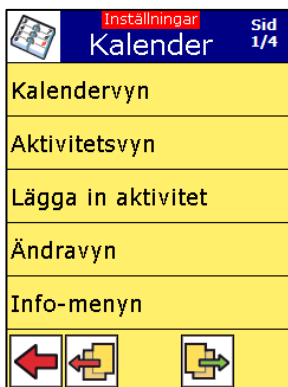 Inställningar
Kalender
Sid
1/4
Kalendervyn
Aktivitetsvyn
Lägga in aktivitet
Ändravyn
Info-menyn